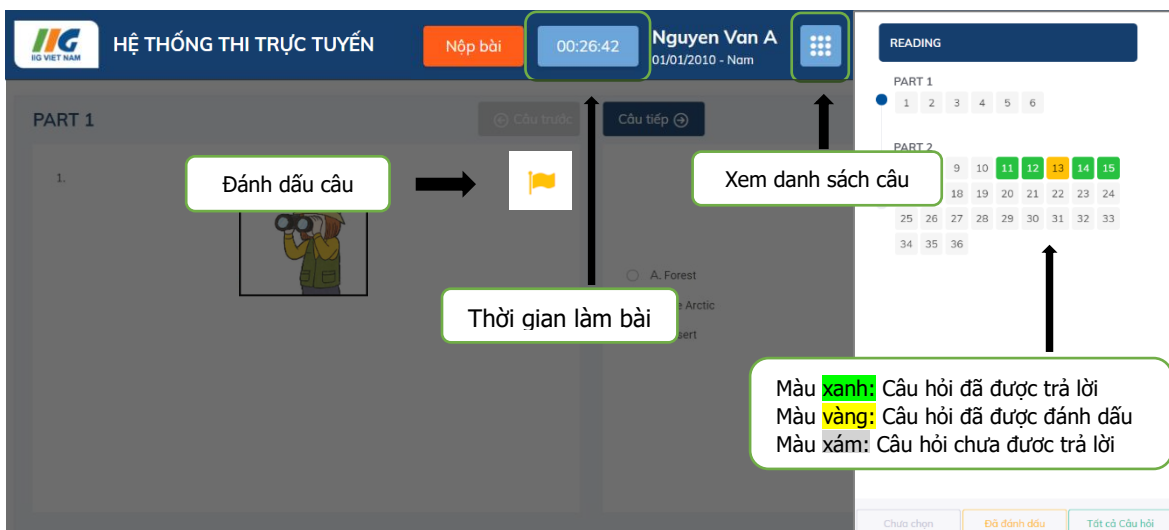 IIG VIET NAM
HỆ THỐNG THI TRỰC TUYẾN
Nộp bài
00:26:42
Nguyen Van A
01/01/2010 - Nam
READING
PART 1
1 2 3 4 5 6
PART 2
9 10 11 12 13 14 15
18 19 20 21 22 23 24
25 26 27 28 29 30 31 32 33
34 35 36
PART 1
Câu trước
Câu tiếp
1.
Đánh dấu câu
Xem danh sách câu
A. Forest
Arctic
Thời gian làm bài
Màu xanh: Câu hỏi đã được trả lời
Màu vàng: Câu hỏi đã được đánh dấu
Màu xám: Câu hỏi chưa đươc trả lời
Chưa chọn
Đã đánh dấu
Tất cả Câu hỏi